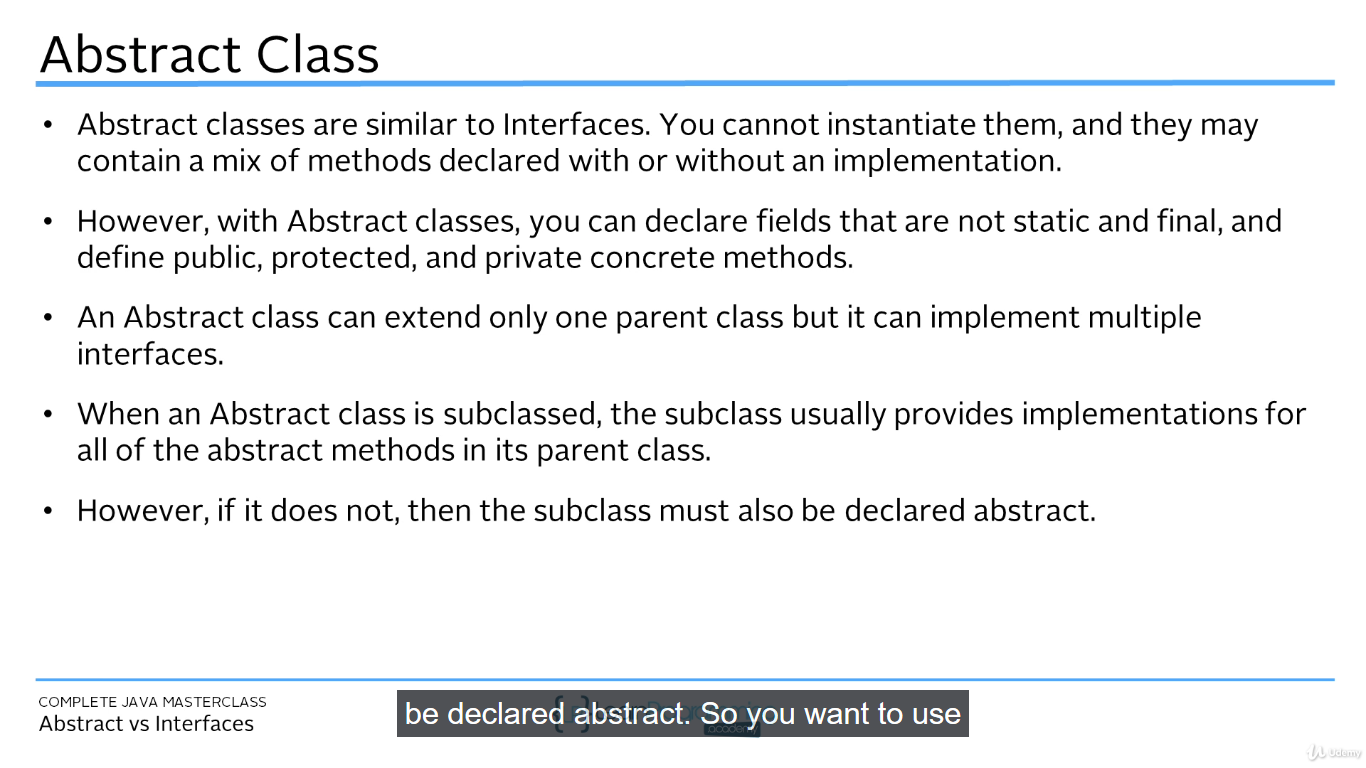 Abstract Class
• Abstract classes are similar to Interfaces. You cannot instantiate them, and they may
contain a mix of methods declared with or without an implementation.
• However, with Abstract classes, you can declare fields that are not static and final, and
define public, protected, and private concrete methods.
• An Abstract class can extend only one parent class but it can implement multiple
interfaces.
• When an Abstract class is subclassed, the subclass usually provides implementations for
all of the abstract methods in its parent class.
• However, if it does not, then the subclass must also be declared abstract.
COMPLETE JAVA MASTERCLASS
Abstract vs Interfaces
be declared abstract. So you want to use
academy
Udemy